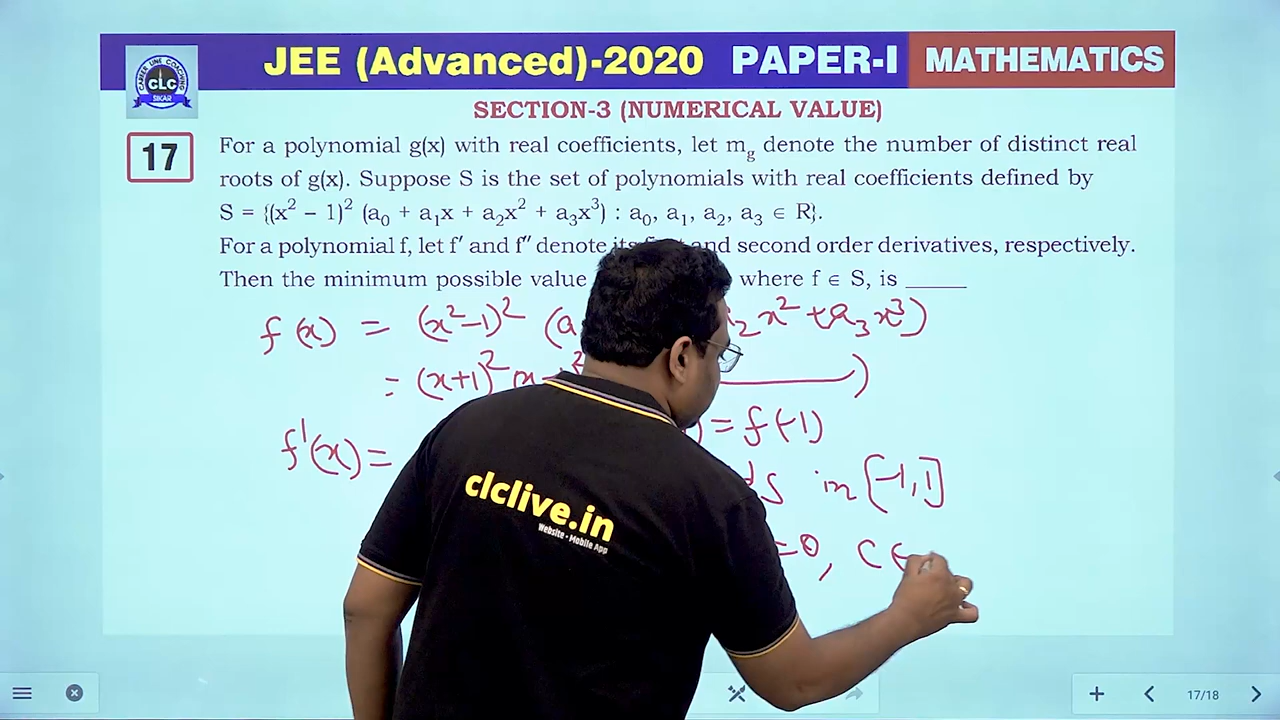 JEE (Advanced)-2020 PAPER-I MATHEMATICS
CLC
SIKAR
SECTION-3 (NUMERICAL VALUE)
17
For a polynomial g(x) with real coefficients, let m_g denote the number of distinct real
roots of g(x). Suppose S is the set of polynomials with real coefficients defined by
S = {(x² – 1)² (a₀ + a₁x + a₂x² + a₃x³) : a₀, a₁, a₂, a₃ ∈ R}.
For a polynomial f, let f′ and f″ denote its and second order derivatives, respectively.
Then the minimum possible value where f ∈ S, is _____
f(x) = (x²-1)² (a ₂x² + a₃x³)
= (x+1)² )
f'(x)= ) = f(-1)
in [-1,1]
=0, C
clclive.in
Website - Mobile App
17/18